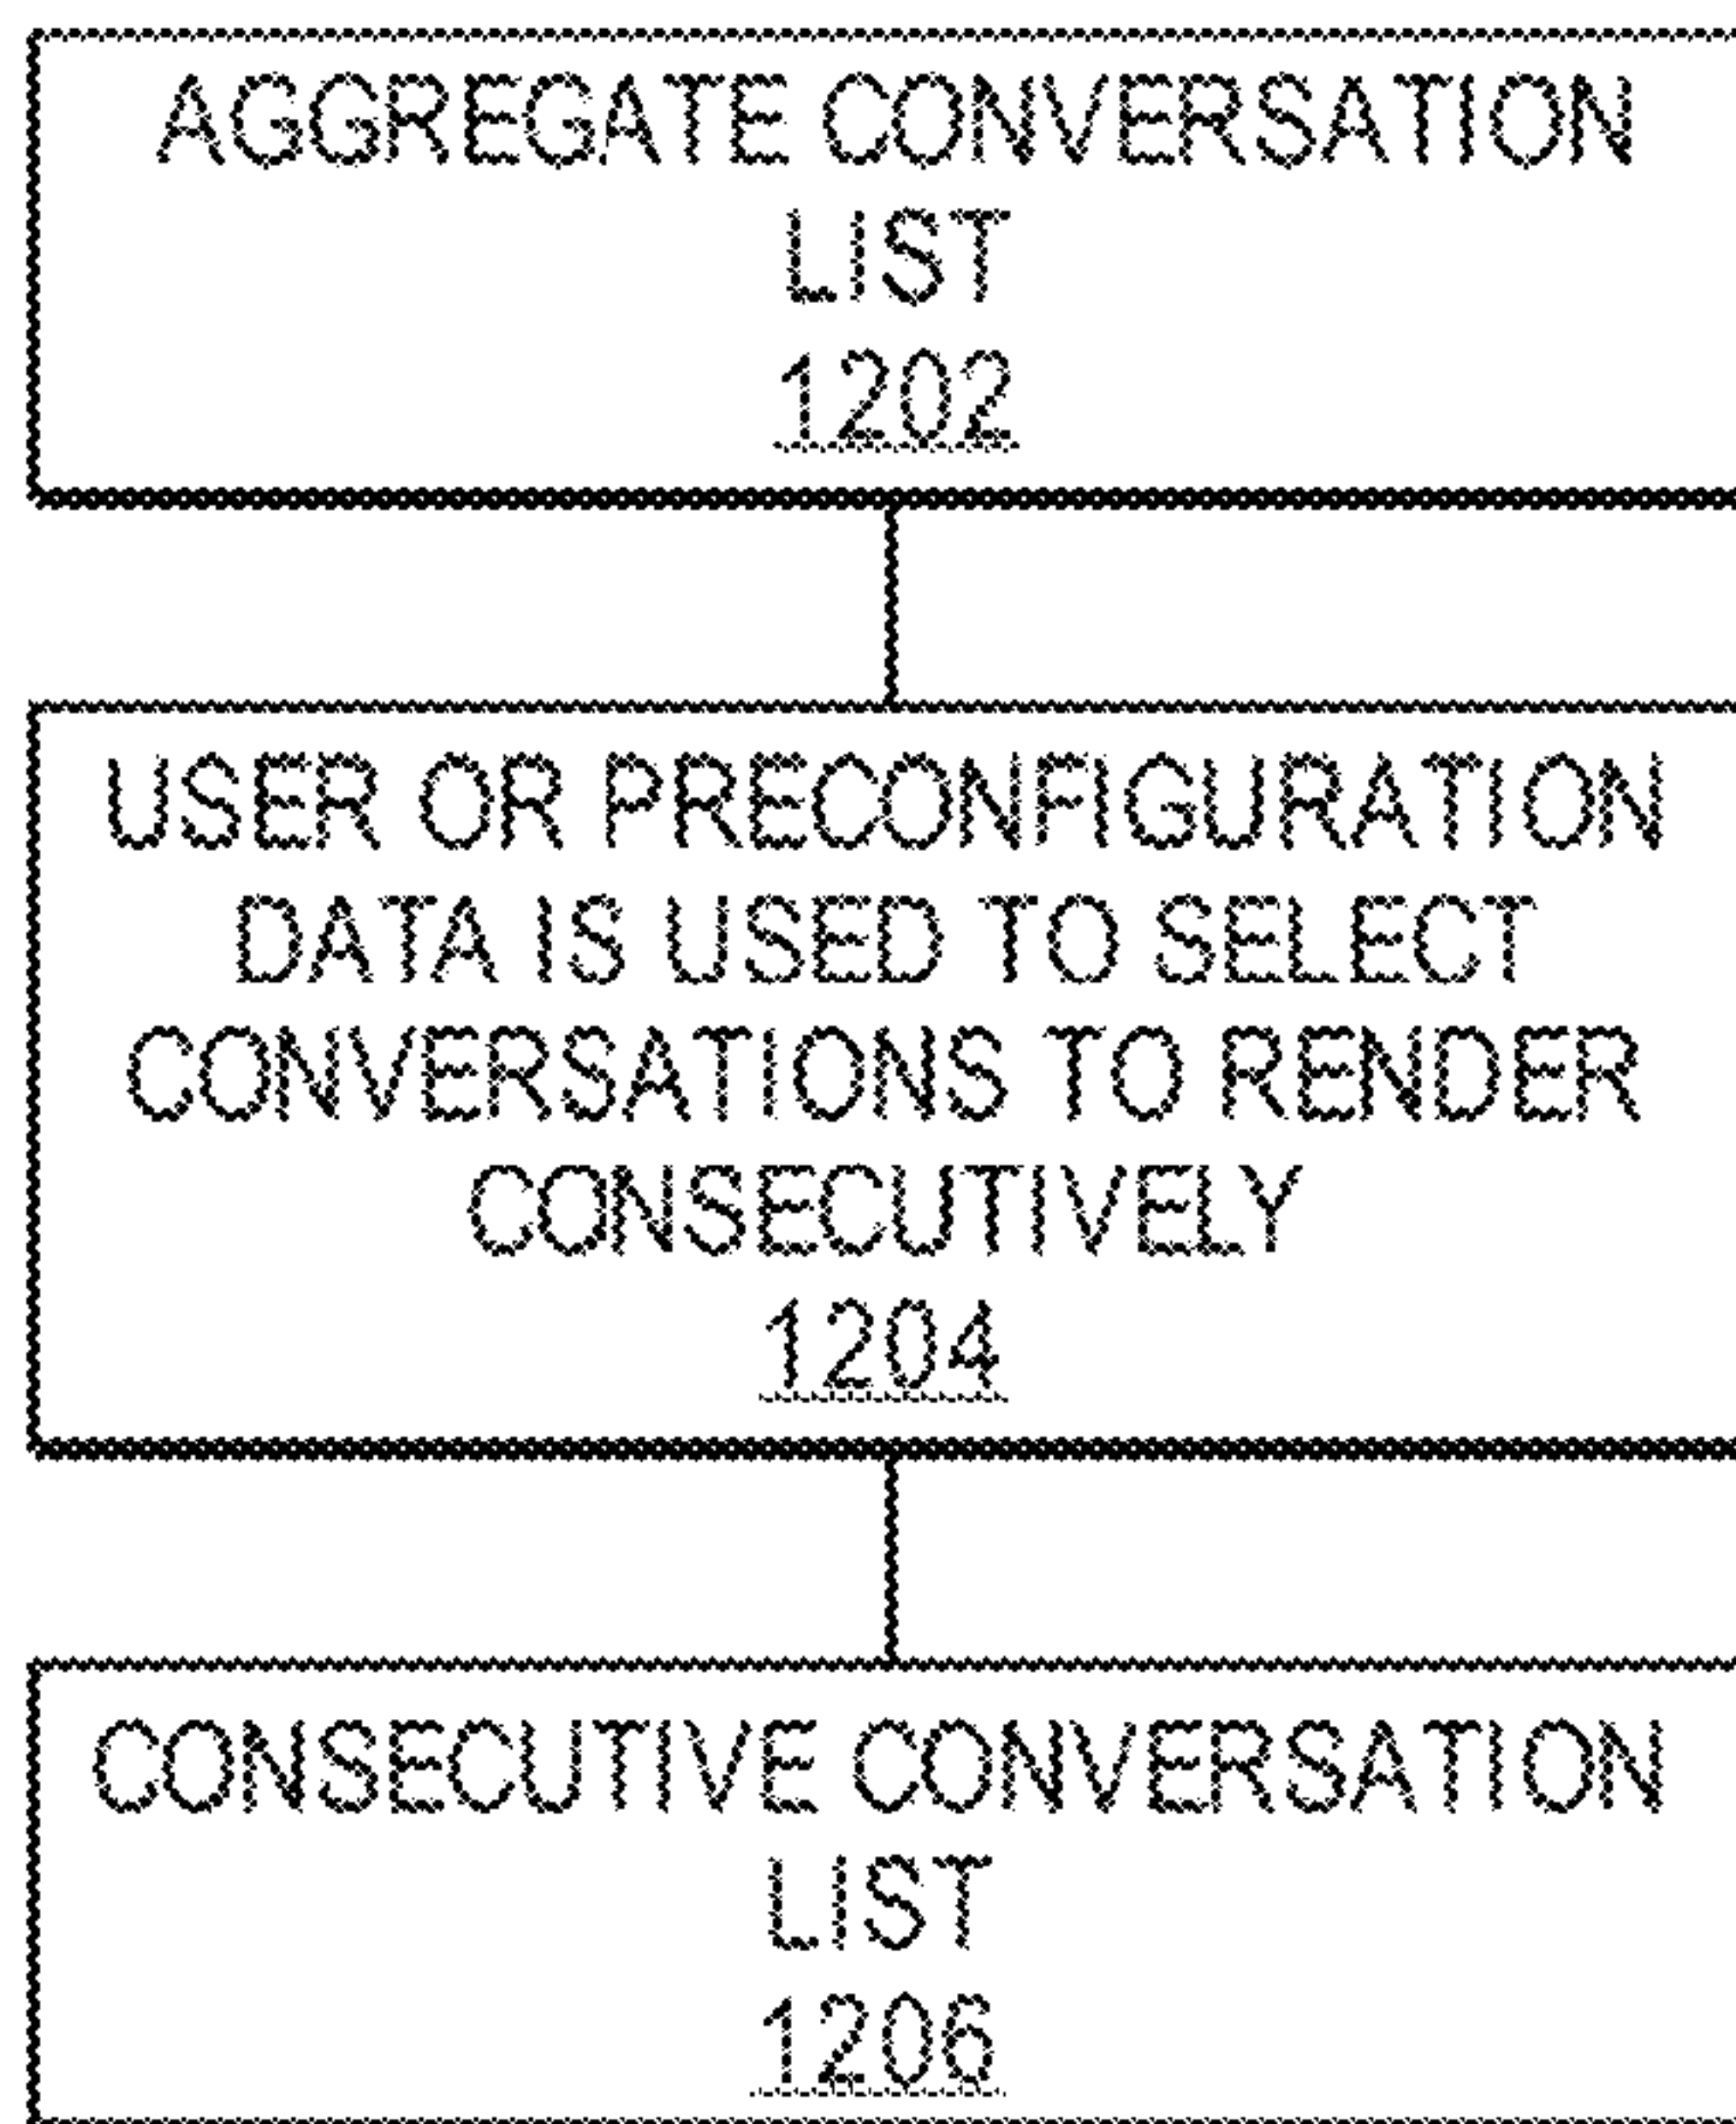 AGGREGATE CONVERSATION
LIST
1202
USER OR PRECONFIGURATION
DATA IS USED TO SELECT
CONVERSATIONS TO RENDER
CONSECUTIVELY
1204
CONSECUTIVE CONVERSATION
LIST
1206